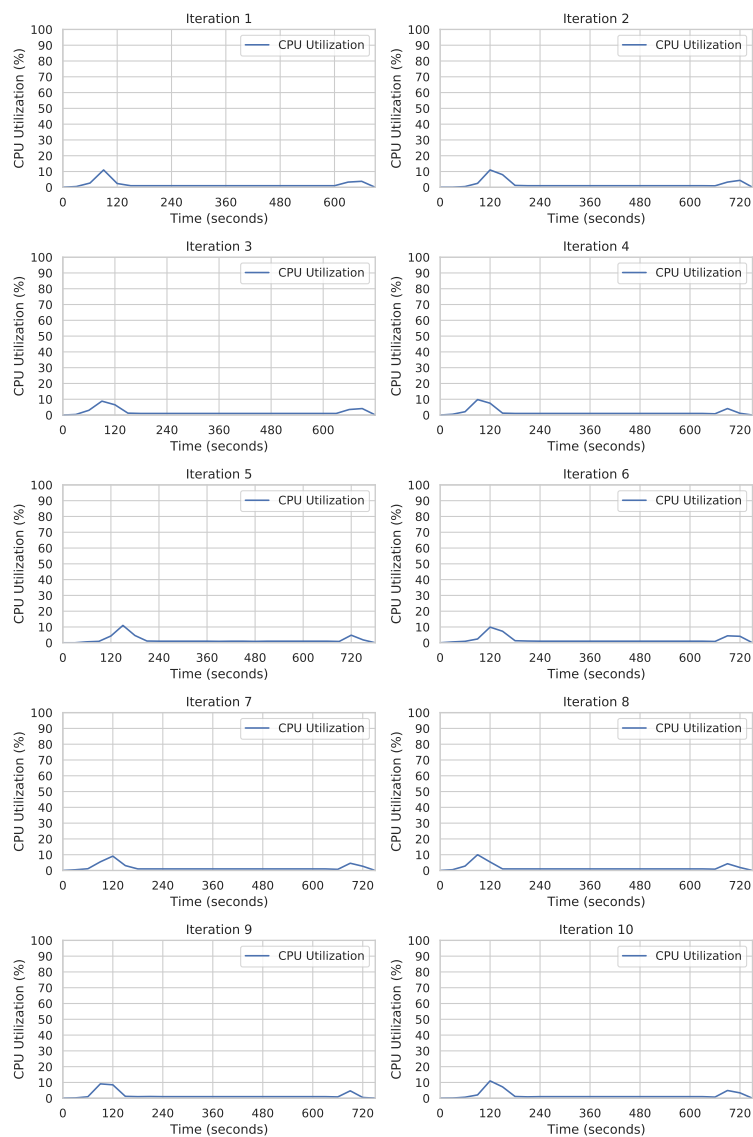 Iteration 1
CPU Utilization (%)
100
90
80
70
60
50
40
30
20
10
0
CPU Utilization
0 120 240 360 480 600
Time (seconds)
Iteration 2
CPU Utilization (%)
100
90
80
70
60
50
40
30
20
10
0
CPU Utilization
0 120 240 360 480 600 720
Time (seconds)
Iteration 3
CPU Utilization (%)
100
90
80
70
60
50
40
30
20
10
0
CPU Utilization
0 120 240 360 480 600
Time (seconds)
Iteration 4
CPU Utilization (%)
100
90
80
70
60
50
40
30
20
10
0
CPU Utilization
0 120 240 360 480 600 720
Time (seconds)
Iteration 5
CPU Utilization (%)
100
90
80
70
60
50
40
30
20
10
0
CPU Utilization
0 120 240 360 480 600 720
Time (seconds)
Iteration 6
CPU Utilization (%)
100
90
80
70
60
50
40
30
20
10
0
CPU Utilization
0 120 240 360 480 600 720
Time (seconds)
Iteration 7
CPU Utilization (%)
100
90
80
70
60
50
40
30
20
10
0
CPU Utilization
0 120 240 360 480 600 720
Time (seconds)
Iteration 8
CPU Utilization (%)
100
90
80
70
60
50
40
30
20
10
0
CPU Utilization
0 120 240 360 480 600 720
Time (seconds)
Iteration 9
CPU Utilization (%)
100
90
80
70
60
50
40
30
20
10
0
CPU Utilization
0 120 240 360 480 600 720
Time (seconds)
Iteration 10
CPU Utilization (%)
100
90
80
70
60
50
40
30
20
10
0
CPU Utilization
0 120 240 360 480 600 720
Time (seconds)